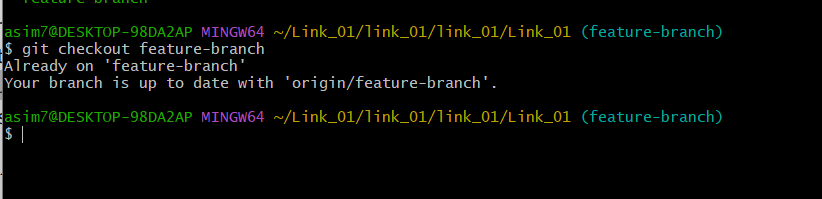 feature-branch
asim7@DESKTOP-98DA2AP MINGW64 ~/Link_01/link_01/link_01/Link_01 (feature-branch)
$ git checkout feature-branch
Already on 'feature-branch'
Your branch is up to date with 'origin/feature-branch'.
asim7@DESKTOP-98DA2AP MINGW64 ~/Link_01/link_01/link_01/Link_01 (feature-branch)
$